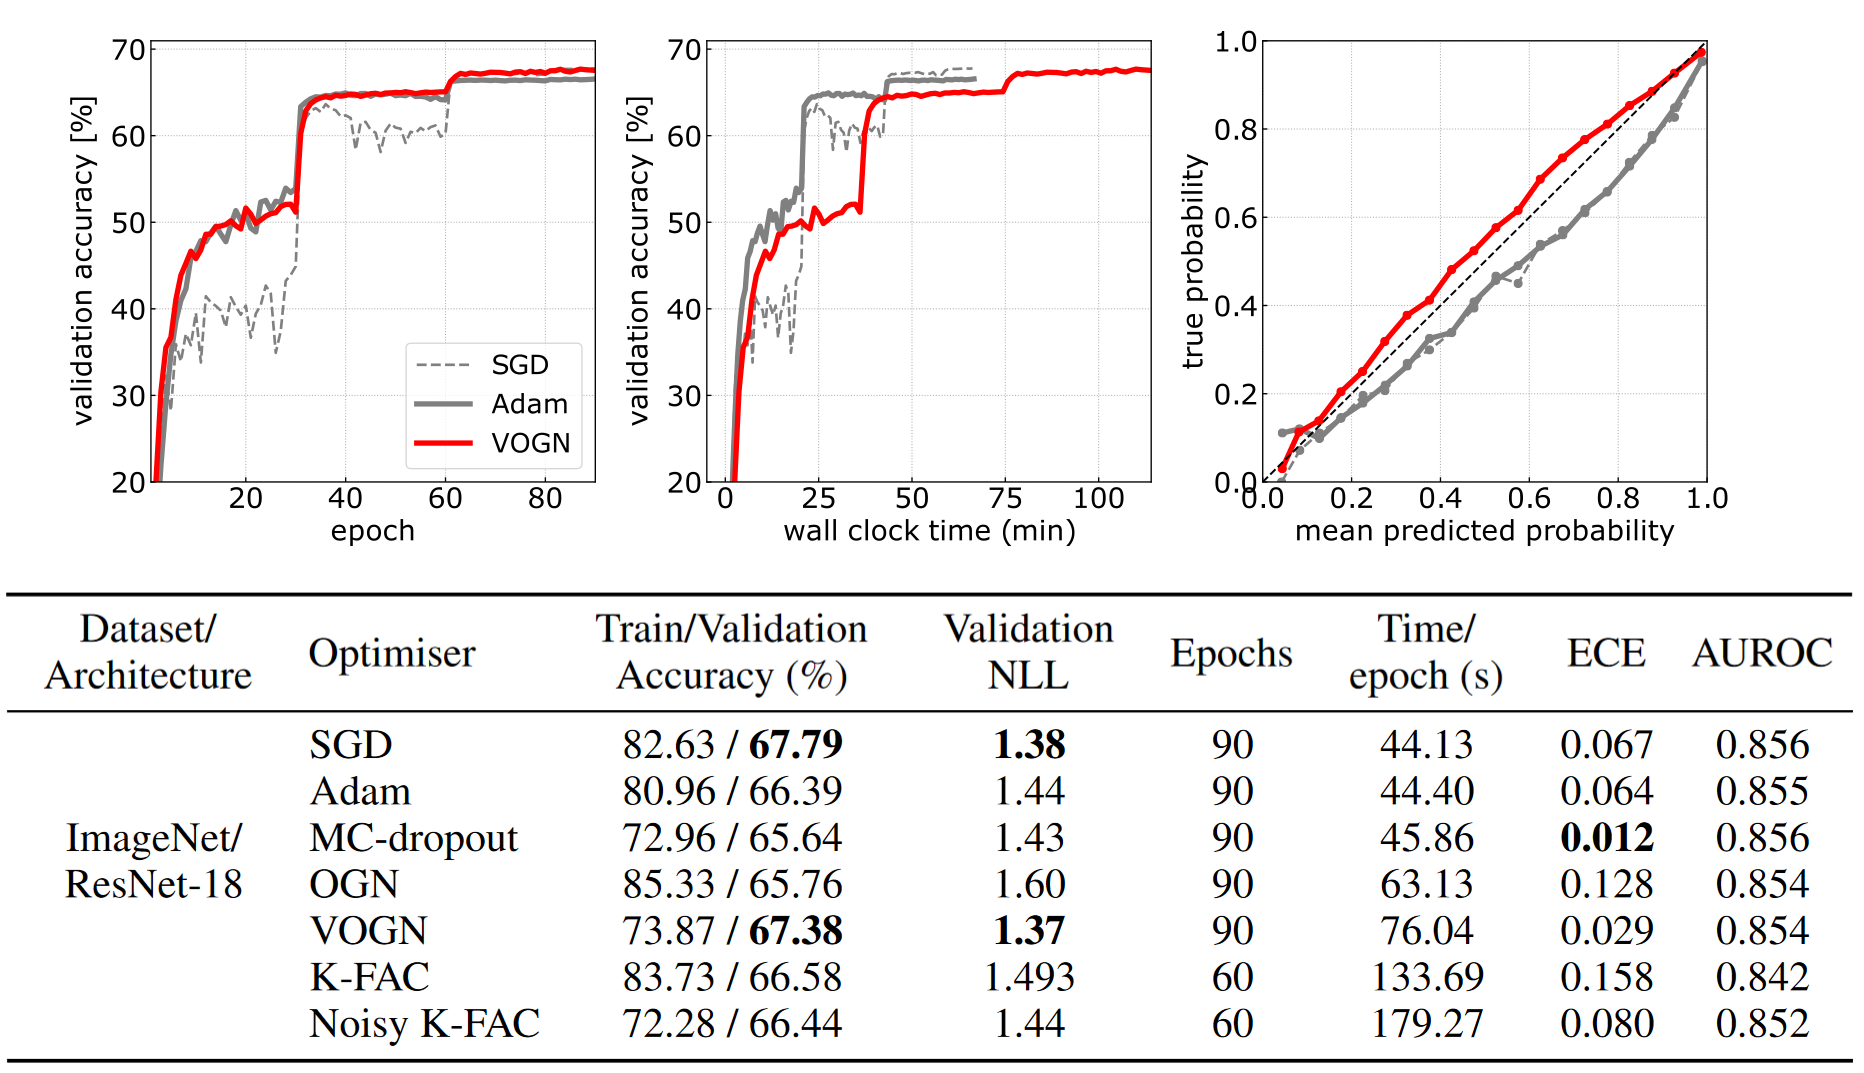 70
60
50
40
30
20
validation accuracy [%]
20 40 60 80
epoch
SGD
Adam
VOGN
70
60
50
40
30
20
validation accuracy [%]
0 25 50 75 100
wall clock time (min)
1.0
0.8
0.6
0.4
0.2
0.0
true probability
0.0 0.2 0.4 0.6 0.8 1.0
mean predicted probability
Dataset/ Architecture Optimiser Train/Validation Accuracy (%) Validation NLL Epochs Time/ epoch (s) ECE AUROC
ImageNet/ ResNet-18
SGD 82.63 / 67.79 1.38 90 44.13 0.067 0.856
Adam 80.96 / 66.39 1.44 90 44.40 0.064 0.855
MC-dropout 72.96 / 65.64 1.43 90 45.86 0.012 0.856
OGN 85.33 / 65.76 1.60 90 63.13 0.128 0.854
VOGN 73.87 / 67.38 1.37 90 76.04 0.029 0.854
K-FAC 83.73 / 66.58 1.493 60 133.69 0.158 0.842
Noisy K-FAC 72.28 / 66.44 1.44 60 179.27 0.080 0.852